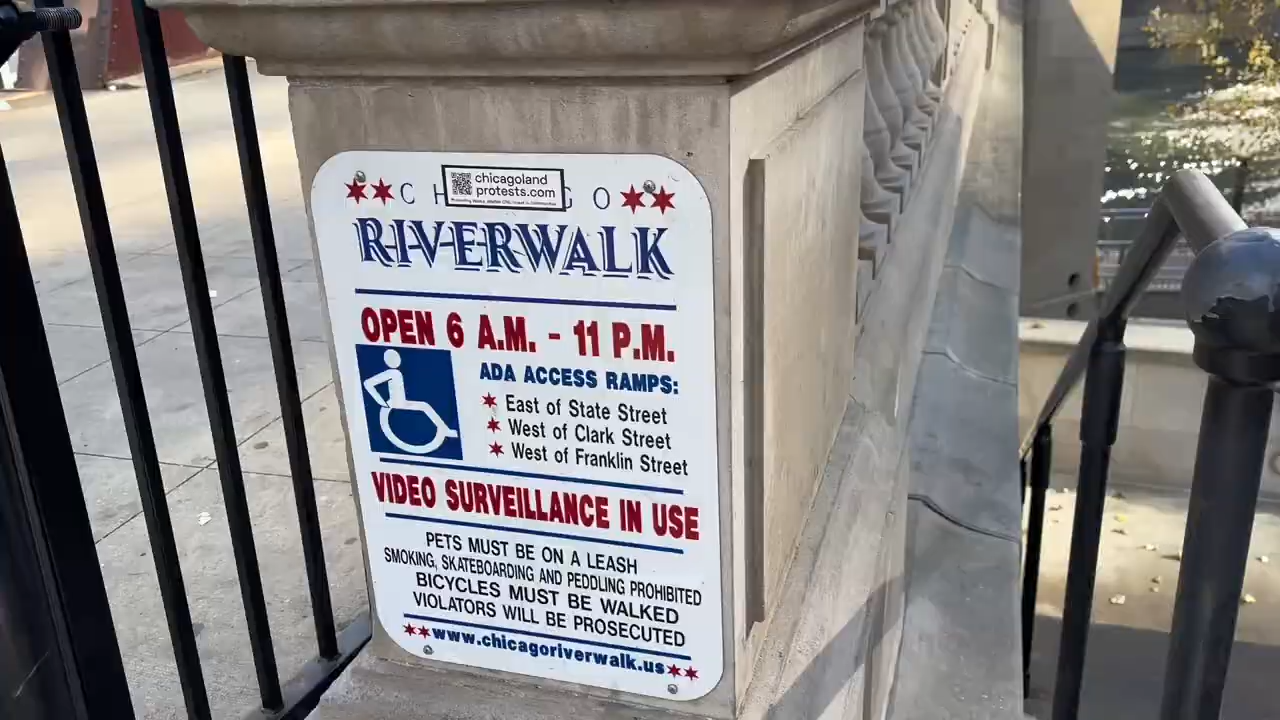 chicagoland
protests.com
C H G O
RIVERWALK
OPEN 6 A.M. - 11 P.M.
ADA ACCESS RAMPS:
East of State Street
West of Clark Street
West of Franklin Street
VIDEO SURVEILLANCE IN USE
PETS MUST BE ON A LEASH
SMOKING, SKATEBOARDING AND PEDDLING PROHIBITED
BICYCLES MUST BE WALKED
VIOLATORS WILL BE PROSECUTED
www.chicagoriverwalk.us